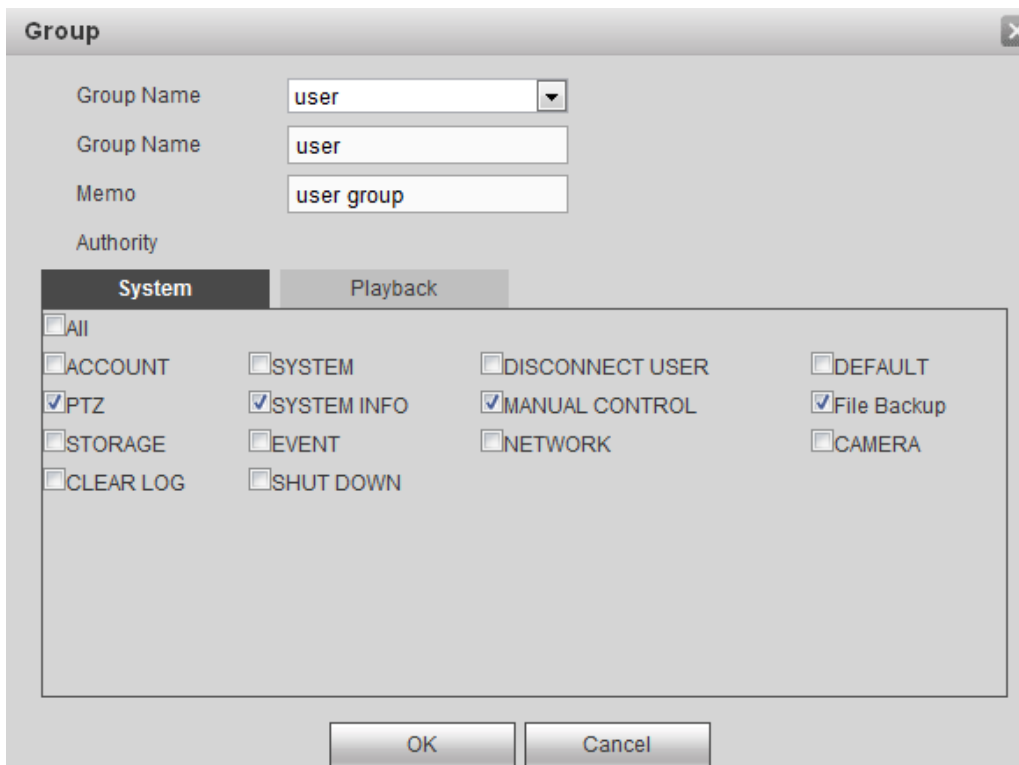 Group
Group Name user
Group Name user
Memo user group
Authority
System Playback
All
ACCOUNT SYSTEM DISCONNECT USER DEFAULT
PTZ SYSTEM INFO MANUAL CONTROL File Backup
STORAGE EVENT NETWORK CAMERA
CLEAR LOG SHUT DOWN
OK Cancel